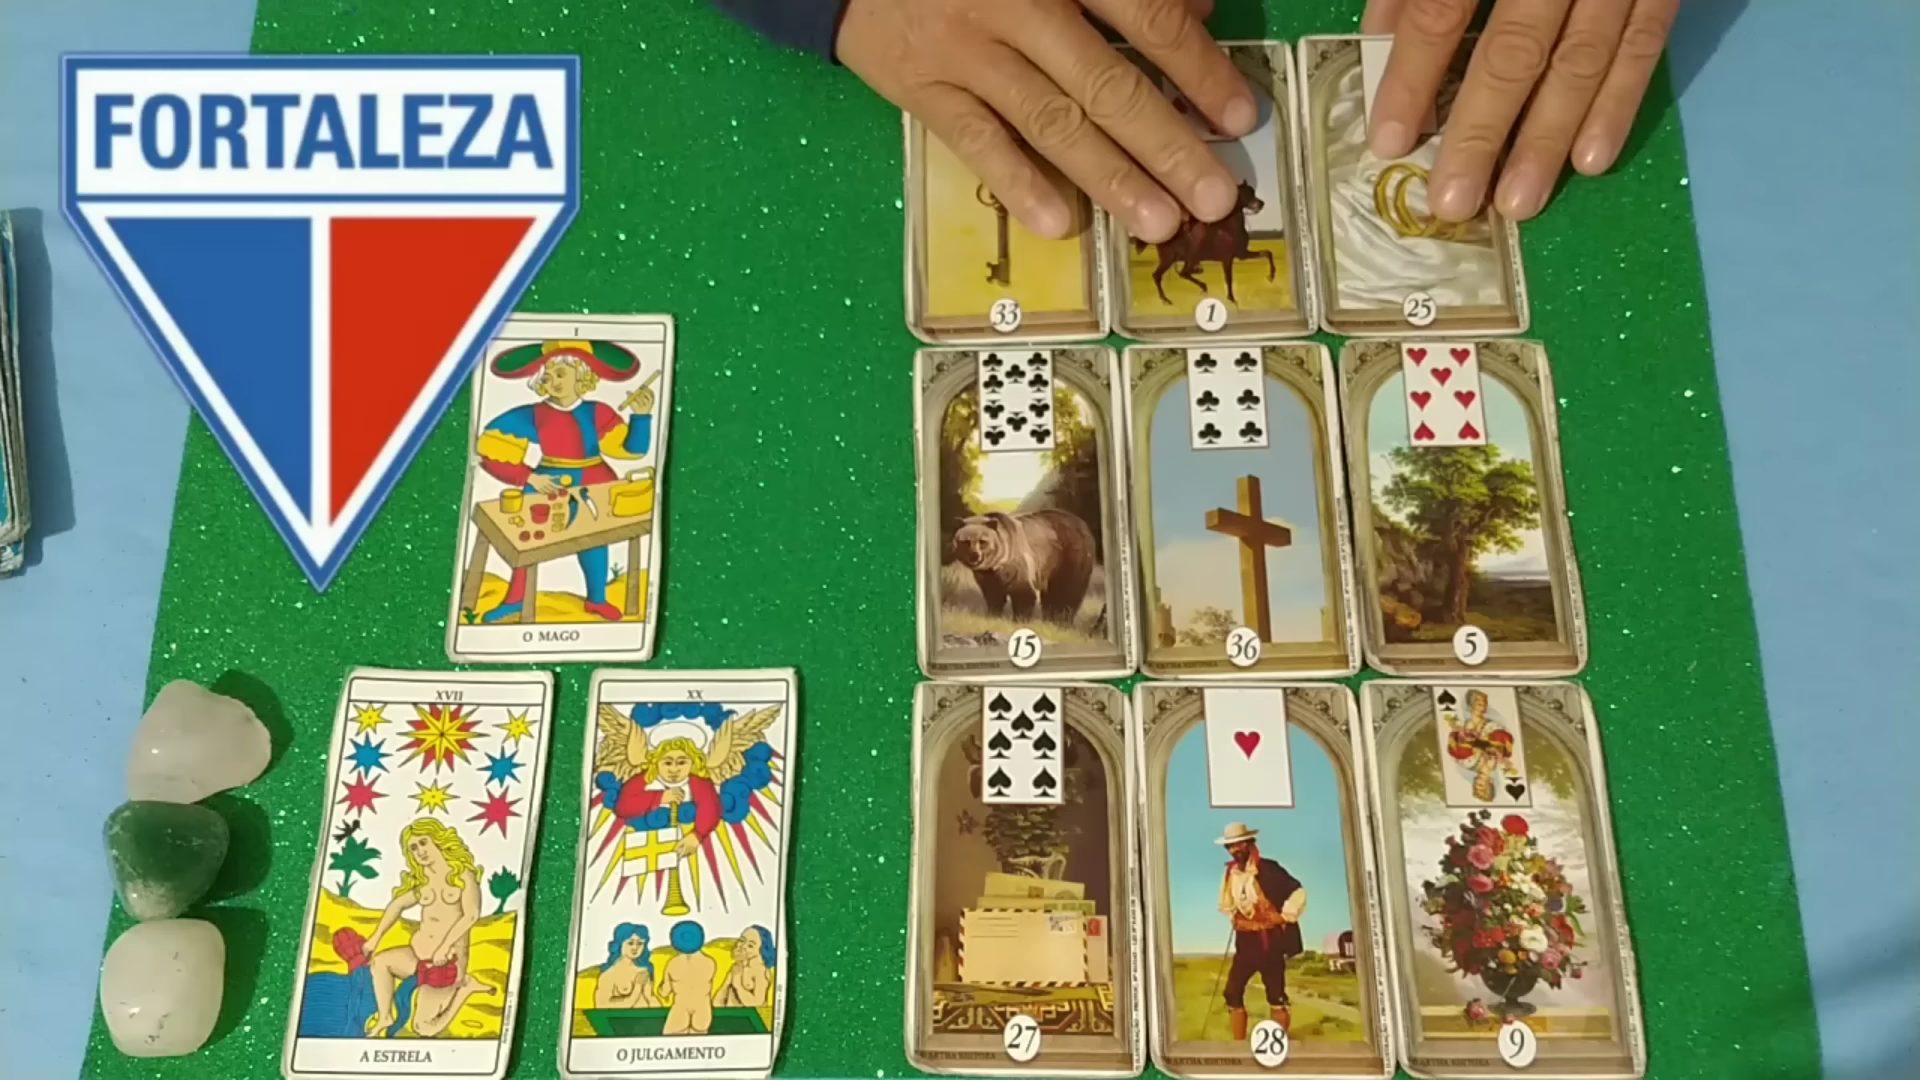 FORTALEZA
I
O MAGO
XVII
A ESTRELA
XX
O JULGAMENTO
33
1
25
15
36
5
27
28
9